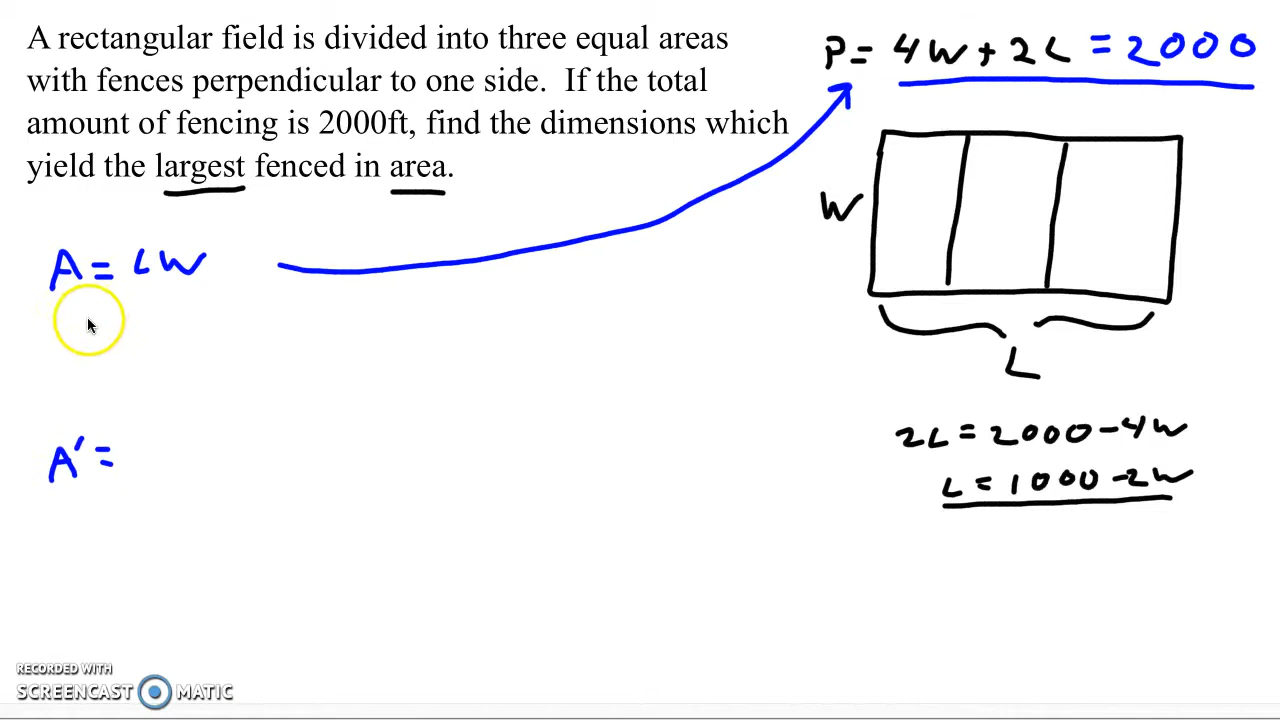 A rectangular field is divided into three equal areas
with fences perpendicular to one side. If the total
amount of fencing is 2000ft, find the dimensions which
yield the largest fenced in area.
P = 4W + 2L = 2000
W
A = LW
L
2L = 2000 - 4W
L = 1000 - 2W
A' =
RECORDED WITH
SCREENCAST MATIC